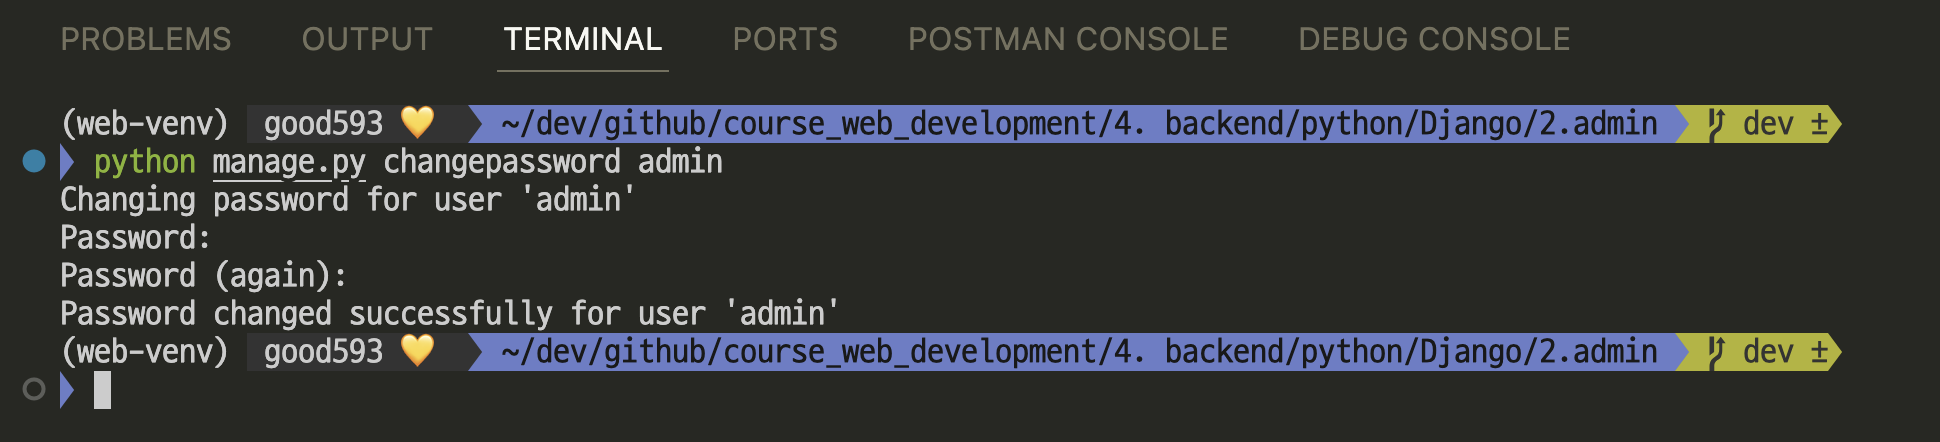 PROBLEMS OUTPUT TERMINAL PORTS POSTMAN CONSOLE DEBUG CONSOLE
(web-venv) good593 💛 ~/dev/github/course_web_development/4. backend/python/Django/2.admin dev ±
python manage.py changepassword admin
Changing password for user 'admin'
Password:
Password (again):
Password changed successfully for user 'admin'
(web-venv) good593 💛 ~/dev/github/course_web_development/4. backend/python/Django/2.admin dev ±